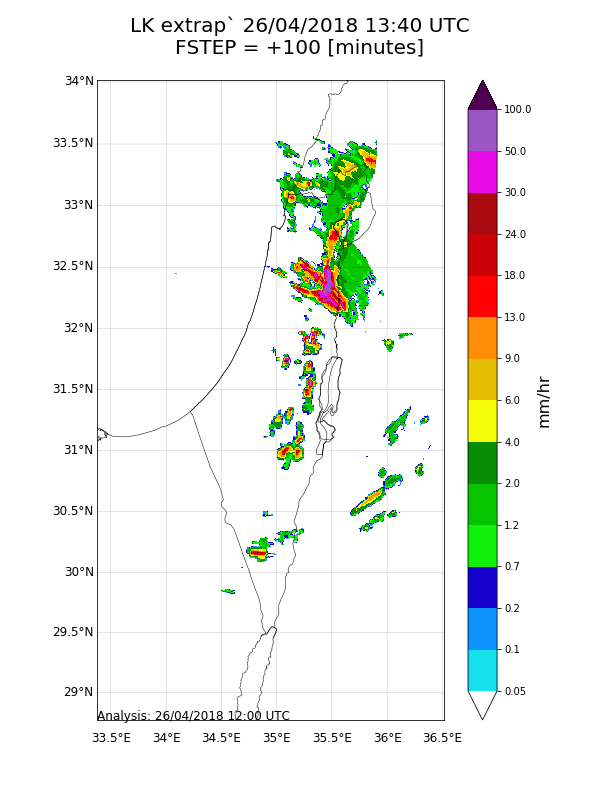 LK extrap` 26/04/2018 13:40 UTC
FSTEP = +100 [minutes]
34°N
33.5°N
33°N
32.5°N
32°N
31.5°N
31°N
30.5°N
30°N
29.5°N
29°N
Analysis: 26/04/2018 12:00 UTC
33.5°E 34°E 34.5°E 35°E 35.5°E 36°E 36.5°E
100.0
50.0
30.0
24.0
18.0
13.0
9.0
6.0
4.0
2.0
1.2
0.7
0.2
0.1
0.05
mm/hr